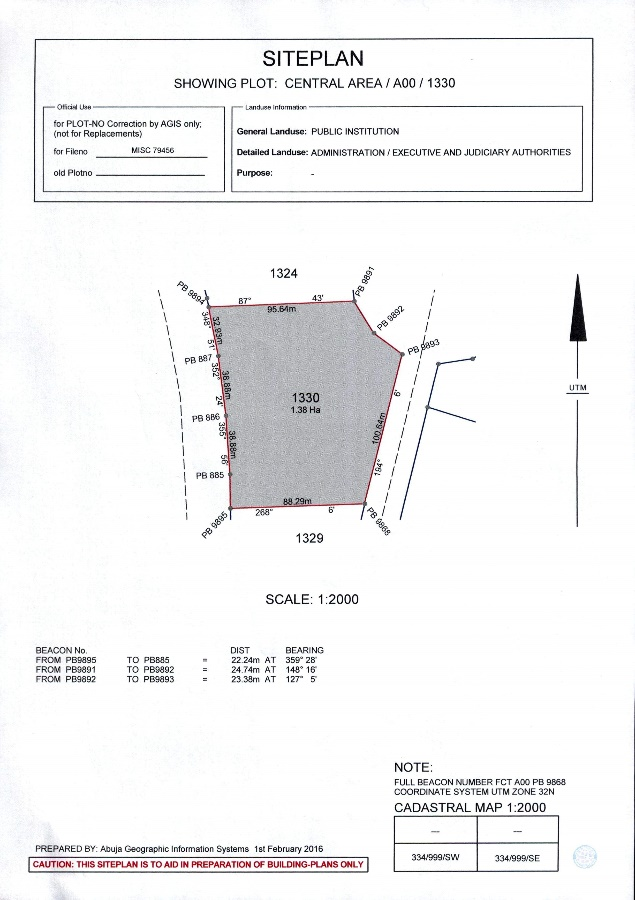 SITEPLAN
SHOWING PLOT: CENTRAL AREA / A00 / 1330
Official Use
for PLOT-NO Correction by AGIS only;
(not for Replacements)
for Fileno MISC 79456
old Plotno
Landuse Information
General Landuse: PUBLIC INSTITUTION
Detailed Landuse: ADMINISTRATION / EXECUTIVE AND JUDICIARY AUTHORITIES
Purpose: -
1324
PB 9894
PB 9891
87° 43'
95.64m
PB 9892
348° 51'
32.93m
PB 9893
PB 887
352° 24'
38.88m
1330
1.38 Ha
6'
100.64m
194°
PB 886
355° 56'
38.88m
PB 885
88.29m
268° 6'
PB 9895
PB 9868
1329
UTM
SCALE: 1:2000
BEACON No. DIST BEARING
FROM PB9895 TO PB885 = 22.24m AT 359° 28'
FROM PB9891 TO PB9892 = 24.74m AT 148° 16'
FROM PB9892 TO PB9893 = 23.38m AT 127° 5'
NOTE:
FULL BEACON NUMBER FCT A00 PB 9868
COORDINATE SYSTEM UTM ZONE 32N
CADASTRAL MAP 1:2000
--- ---
334/999/SW 334/999/SE
PREPARED BY: Abuja Geographic Information Systems 1st February 2016
CAUTION: THIS SITEPLAN IS TO AID IN PREPARATION OF BUILDING-PLANS ONLY